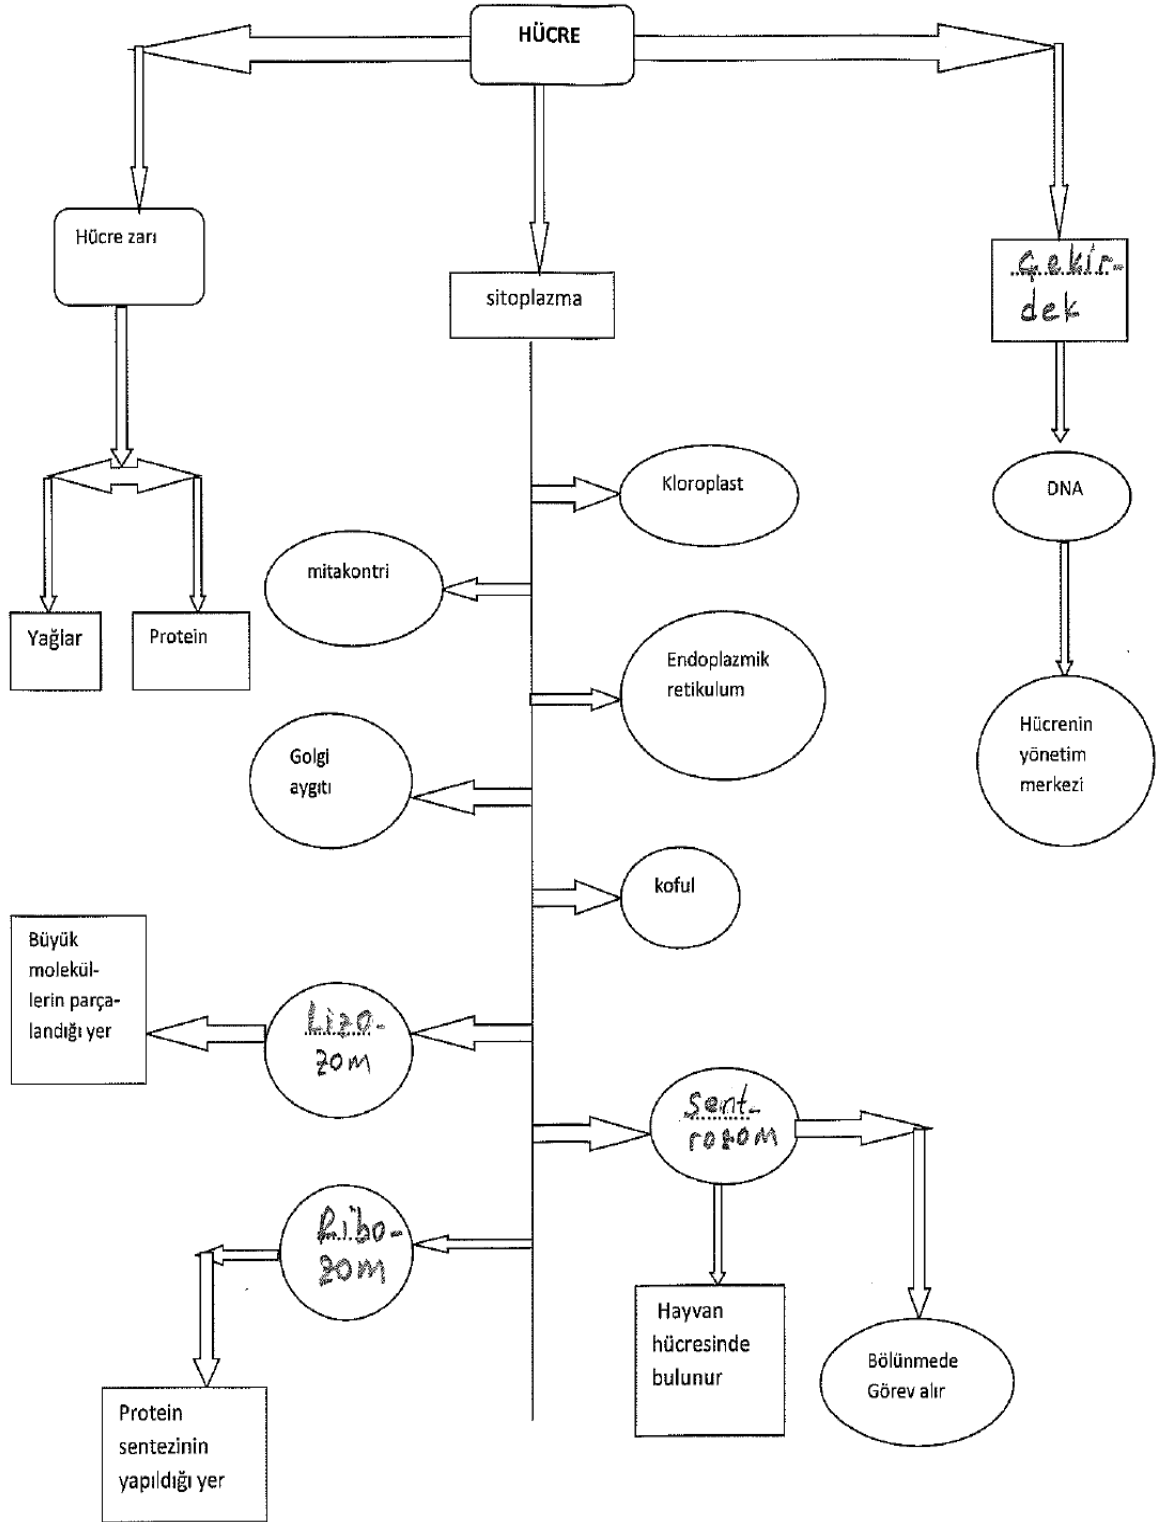 HÜCRE
Hücre zarı
sitoplazma
Çekir-
dek
Kloroplast
DNA
mitakontri
Yağlar
Protein
Endoplazmik
retikulum
Hücrenin
yönetim
merkezi
Golgi
aygıtı
koful
Büyük
molekül-
lerin parça-
landığı yer
Lizo-
zom
Sent-
rozom
Ribo-
zom
Hayvan
hücresinde
bulunur
Bölünmede
Görev alır
Protein
sentezinin
yapıldığı yer